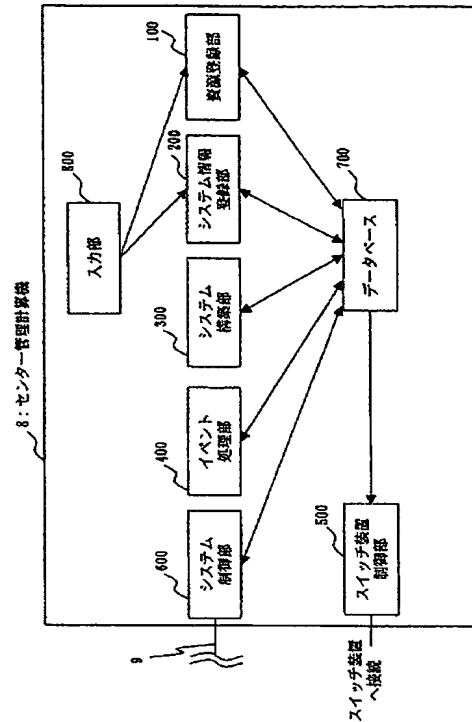 8：センター管理計算機
800
入力部
100
資源登録部
200
システム情報
登録部
300
システム
構築部
400
イベント
処理部
600
システム
制御部
9
700
データベース
500
スイッチ装置
制御部
スイッチ装置
へ接続